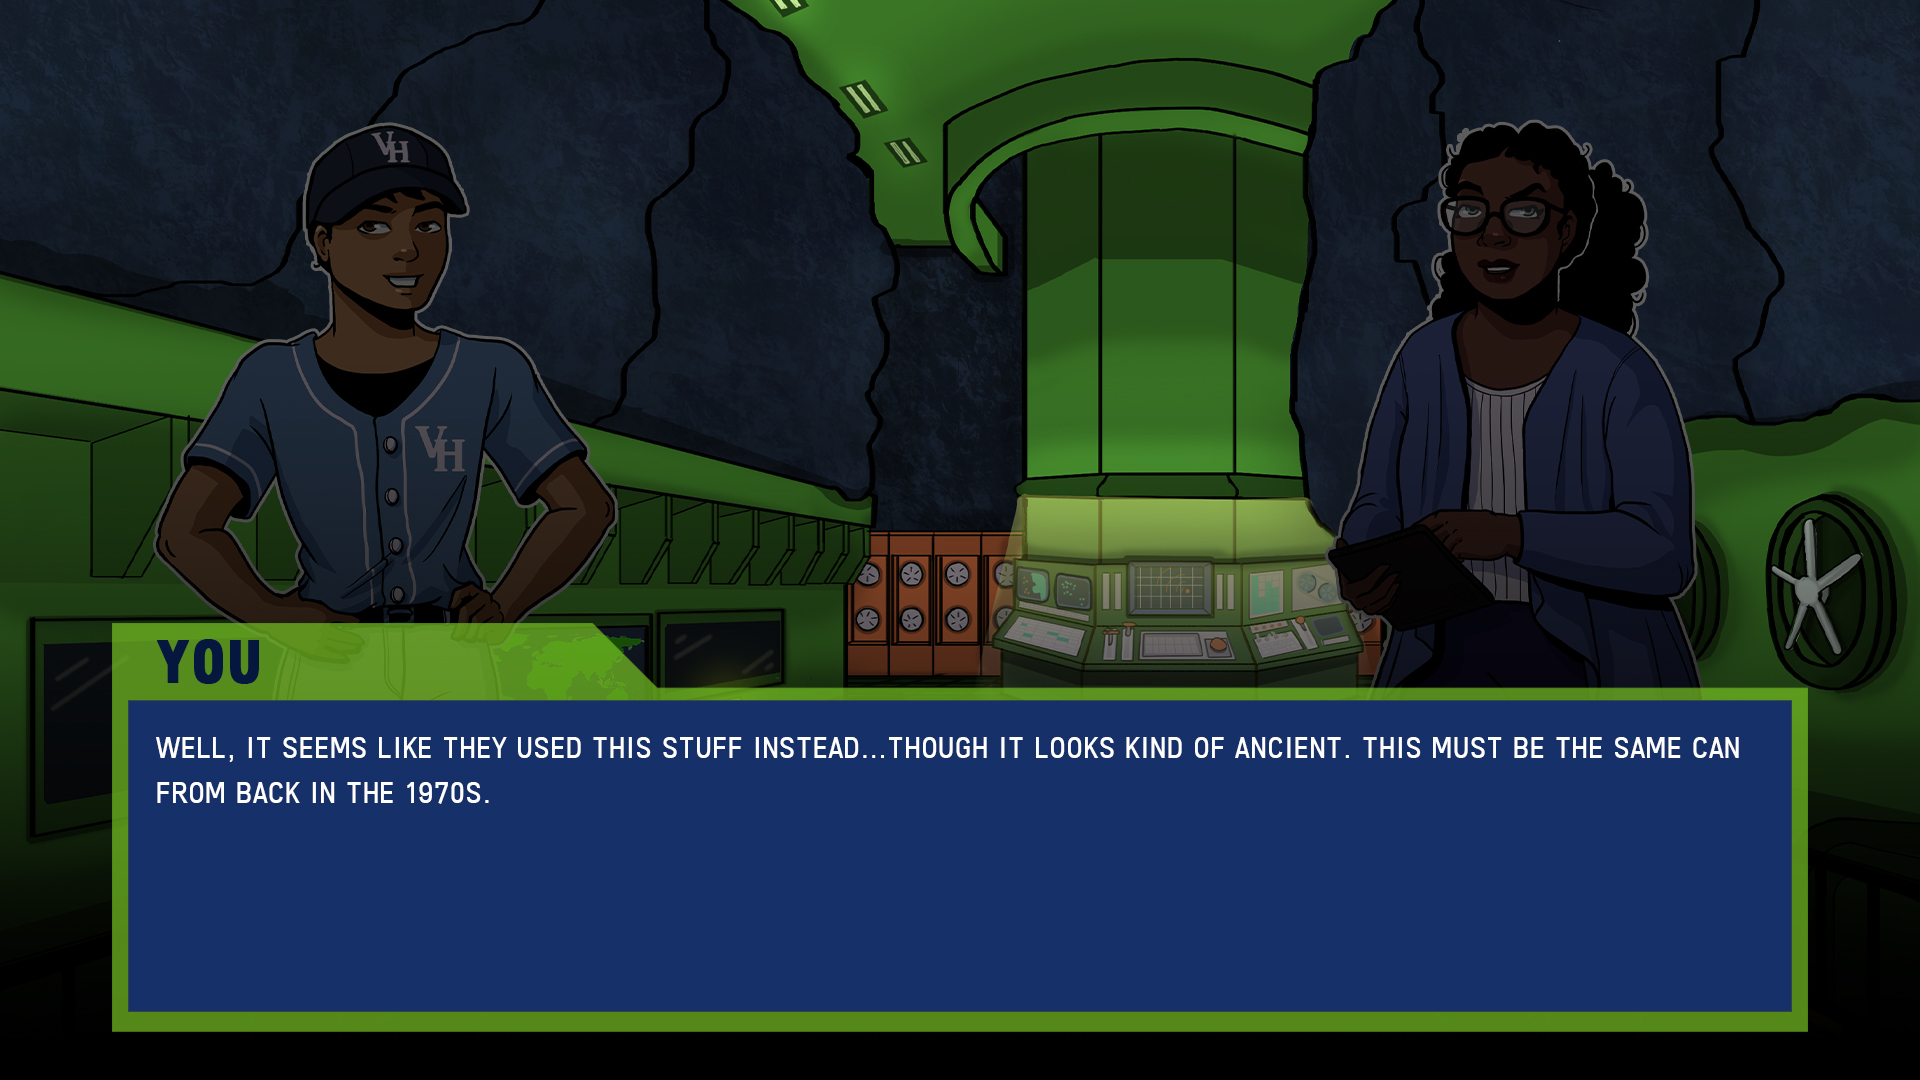 VH
VH
YOU
WELL, IT SEEMS LIKE THEY USED THIS STUFF INSTEAD...THOUGH IT LOOKS KIND OF ANCIENT. THIS MUST BE THE SAME CAN
FROM BACK IN THE 1970S.